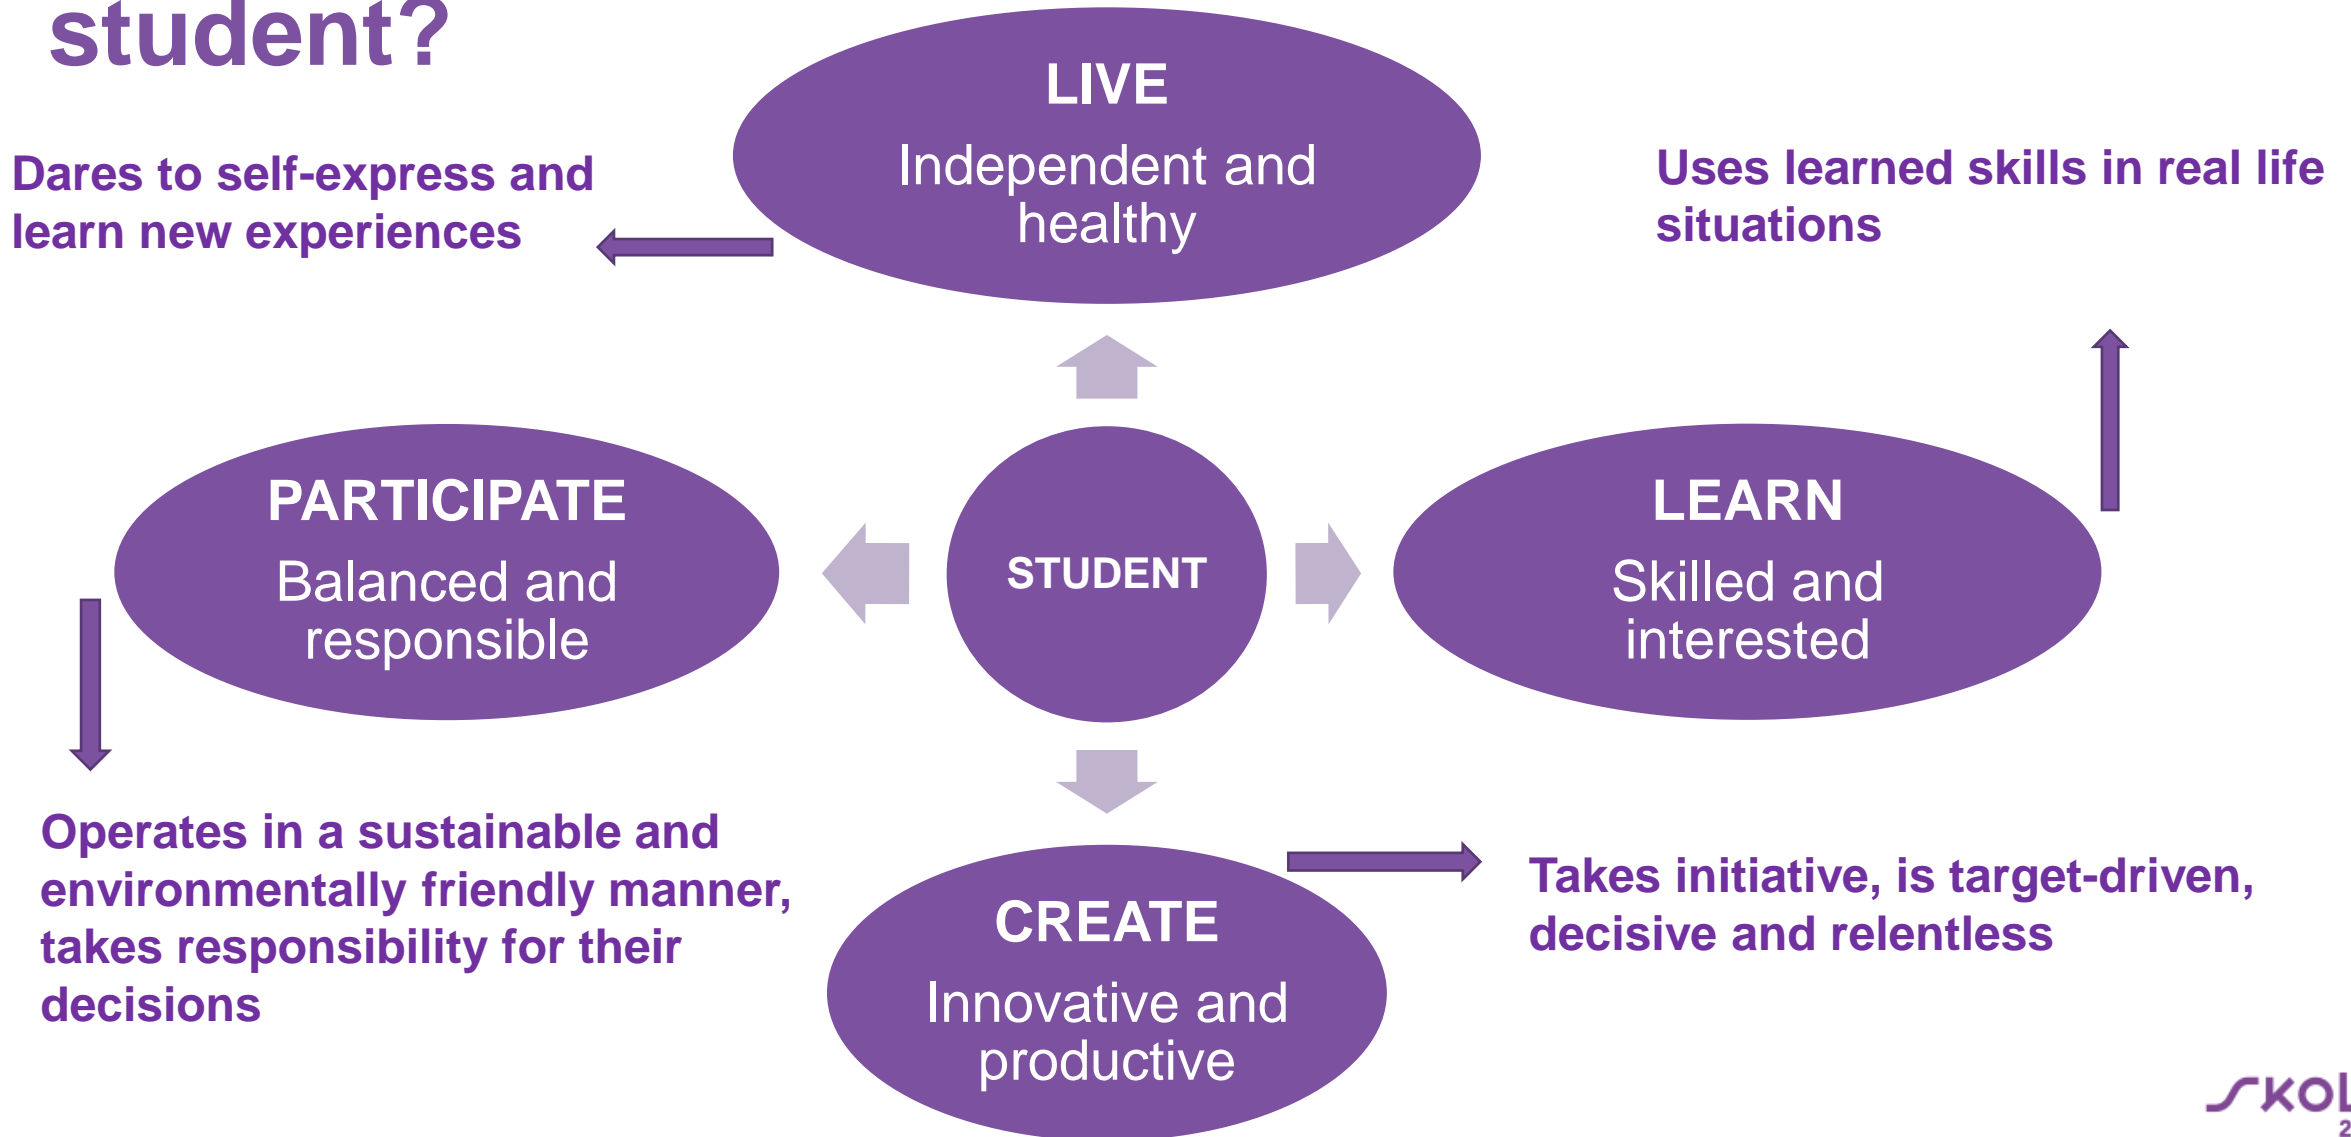 student?
LIVE
Independent and
healthy
Dares to self-express and
learn new experiences
Uses learned skills in real life
situations
PARTICIPATE
Balanced and
responsible
STUDENT
LEARN
Skilled and
interested
Operates in a sustainable and
environmentally friendly manner,
takes responsibility for their
decisions
CREATE
Innovative and
productive
Takes initiative, is target-driven,
decisive and relentless